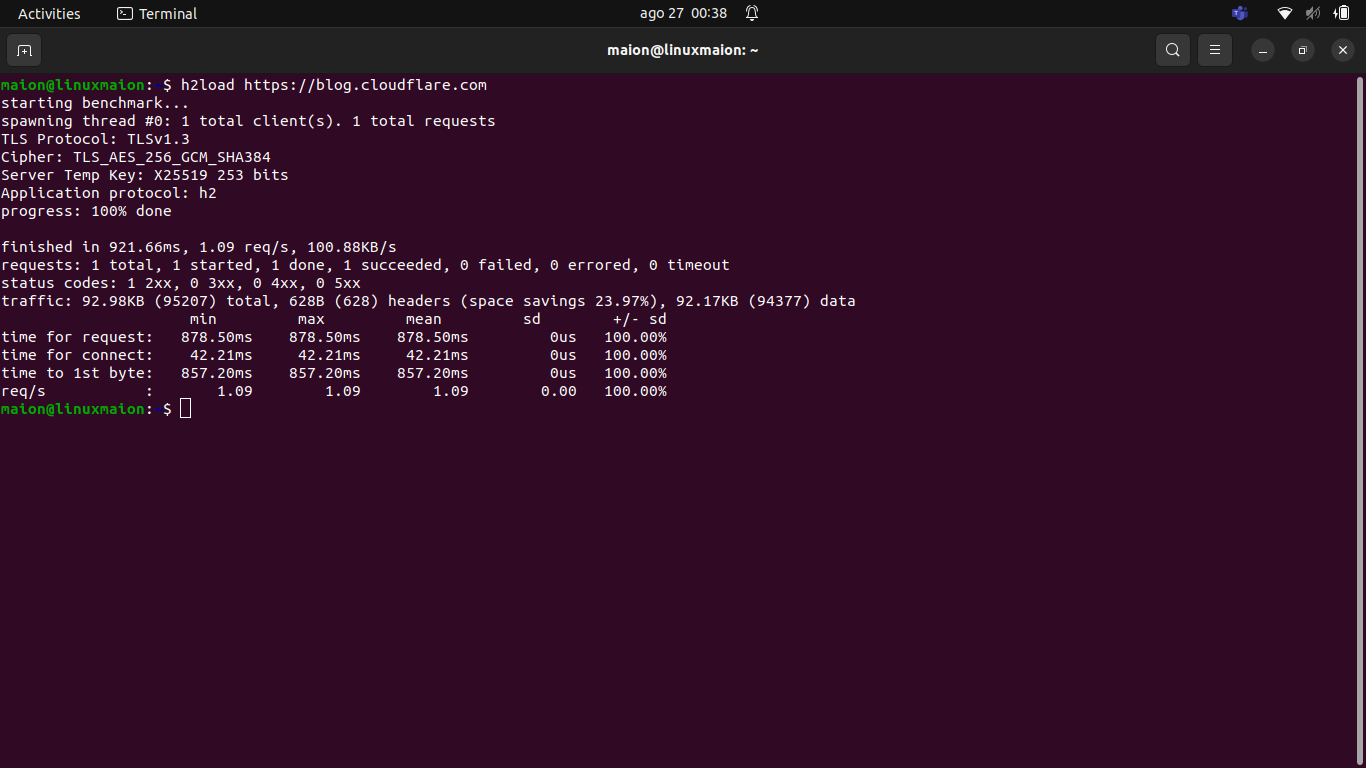 Activities Terminal ago 27 00:38
maion@linuxmaion: ~
maion@linuxmaion:~$ h2load https://blog.cloudflare.com
starting benchmark...
spawning thread #0: 1 total client(s). 1 total requests
TLS Protocol: TLSv1.3
Cipher: TLS_AES_256_GCM_SHA384
Server Temp Key: X25519 253 bits
Application protocol: h2
progress: 100% done

finished in 921.66ms, 1.09 req/s, 100.88KB/s
requests: 1 total, 1 started, 1 done, 1 succeeded, 0 failed, 0 errored, 0 timeout
status codes: 1 2xx, 0 3xx, 0 4xx, 0 5xx
traffic: 92.98KB (95207) total, 628B (628) headers (space savings 23.97%), 92.17KB (94377) data
                     min         max         mean         sd        +/- sd
time for request:   878.50ms    878.50ms    878.50ms         0us   100.00%
time for connect:    42.21ms     42.21ms     42.21ms         0us   100.00%
time to 1st byte:   857.20ms    857.20ms    857.20ms         0us   100.00%
req/s           :       1.09        1.09        1.09        0.00   100.00%
maion@linuxmaion:~$